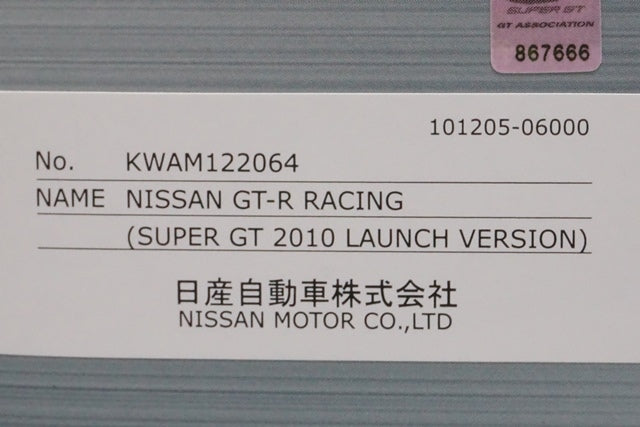 SUPER GT
GT ASSOCIATION
867666
101205-06000
No. KWAM122064
NAME NISSAN GT-R RACING
(SUPER GT 2010 LAUNCH VERSION)
日産自動車株式会社
NISSAN MOTOR CO.,LTD